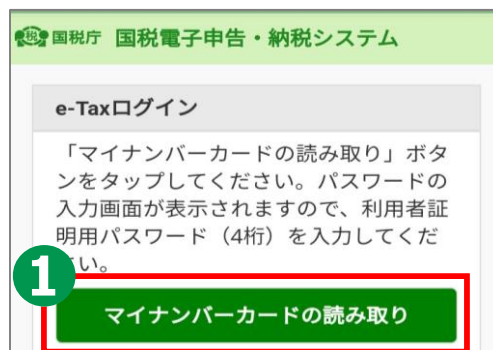 税 国税庁 国税電子申告・納税システム
e-Taxログイン
「マイナンバーカードの読み取り」ボタ
ンをタップしてください。パスワードの
入力画面が表示されますので、利用者証
明用パスワード（4桁）を入力してくだ
い。
1
マイナンバーカードの読み取り